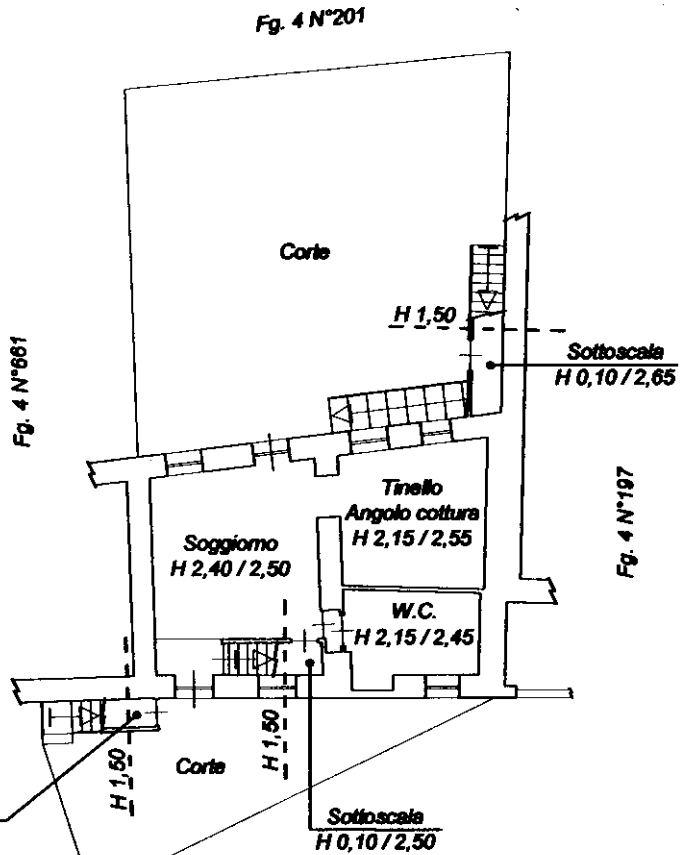 Fg. 4 N°201
Corte
H 1,50
Sottoscala
H 0,10 / 2,65
Fg. 4 N°661
Fg. 4 N°197
Tinello
Angolo cottura
H 2,15 / 2,55
Soggiorno
H 2,40 / 2,50
W.C.
H 2,15 / 2,45
H 1,50
H 1,50
Corte
Sottoscala
H 0,10 / 2,50